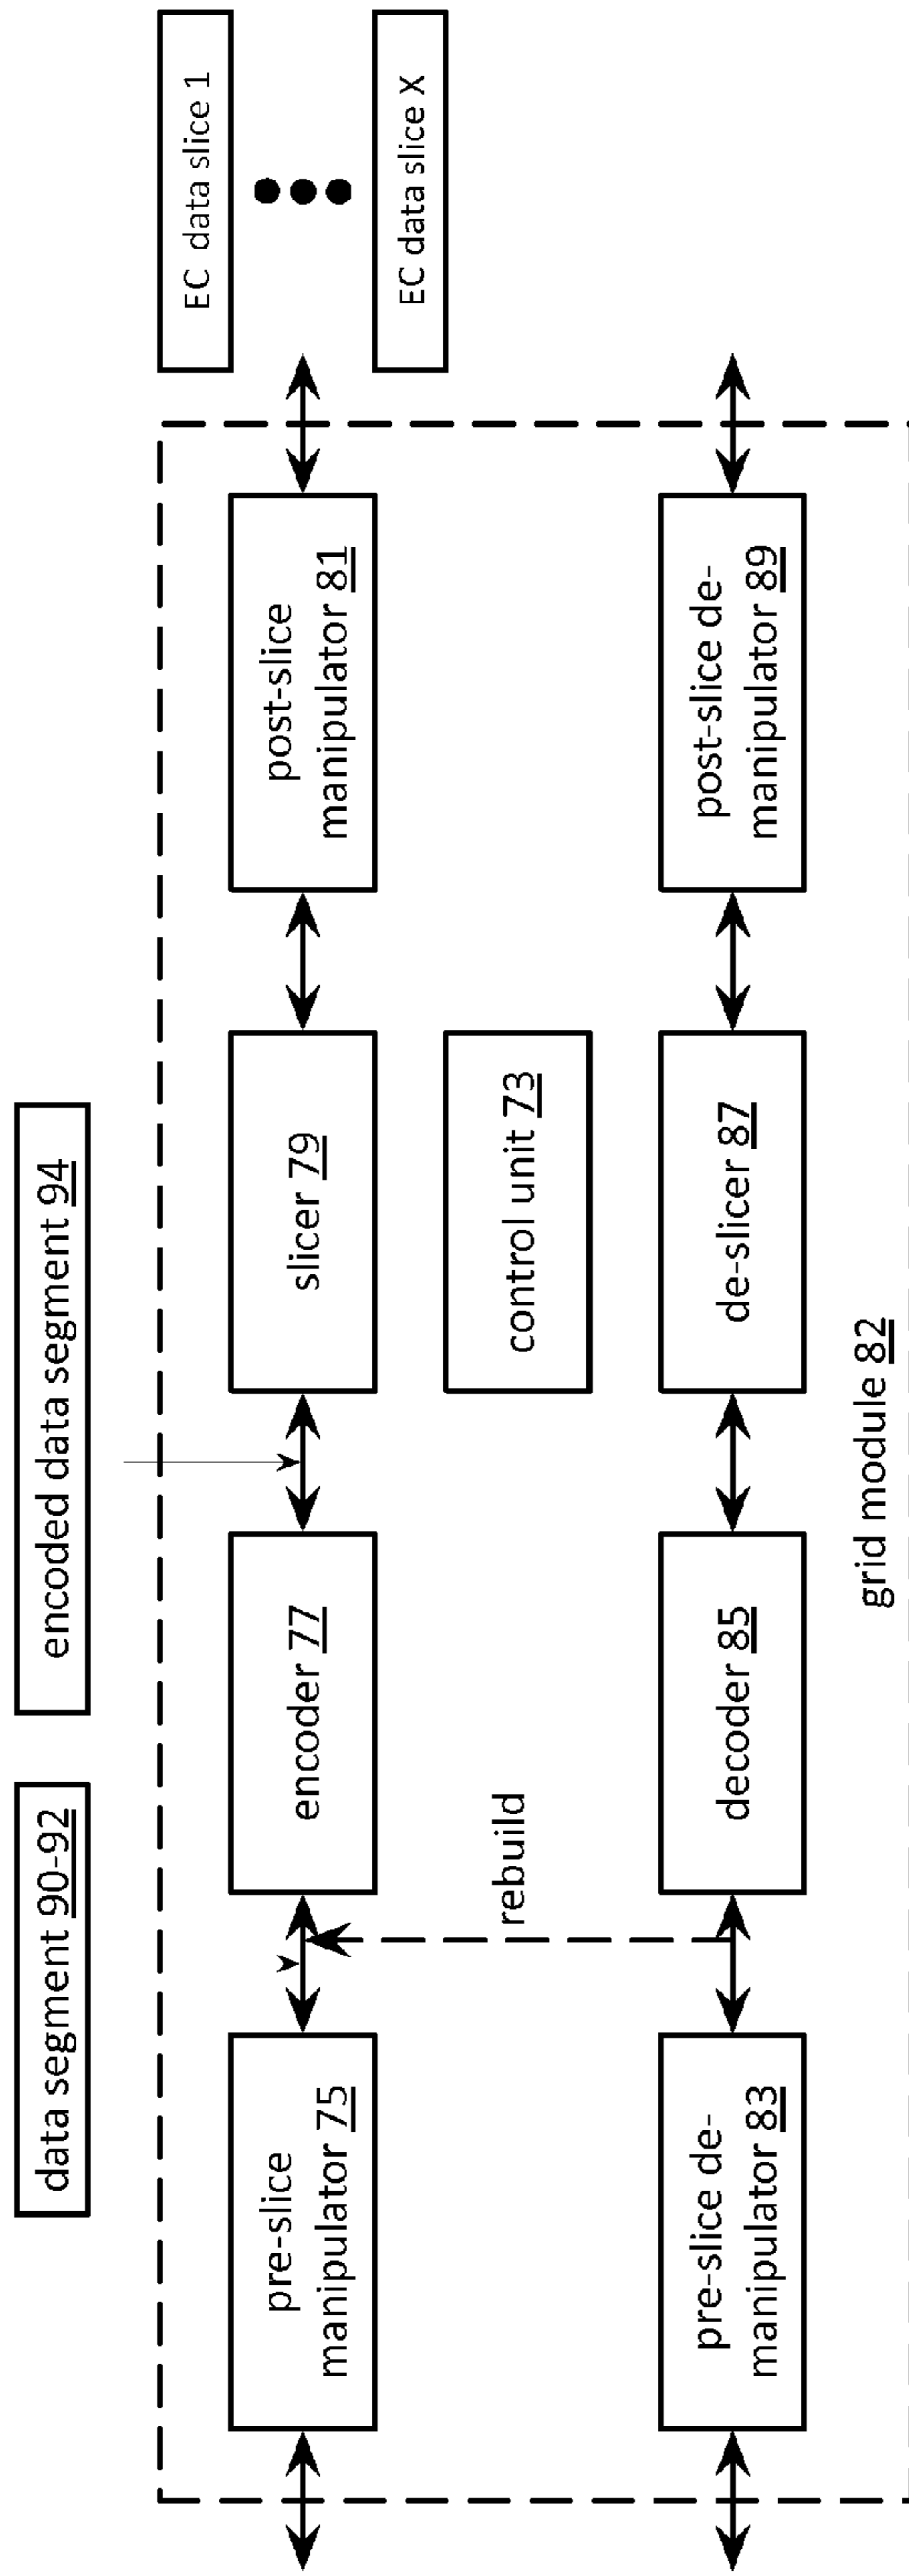 data segment 90-92
encoded data segment 94
EC data slice 1
EC data slice X
pre-slice
manipulator 75
encoder 77
slicer 79
post-slice
manipulator 81
rebuild
control unit 73
pre-slice de-
manipulator 83
decoder 85
de-slicer 87
post-slice de-
manipulator 89
grid module 82